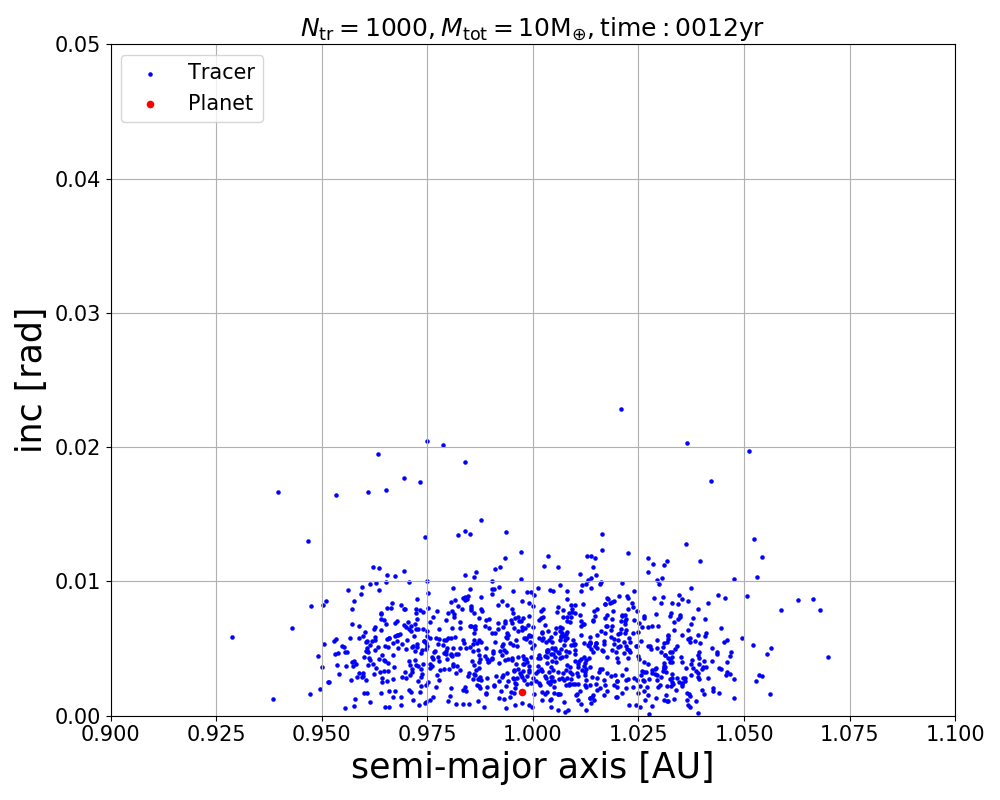 N_tr = 1000, M_tot = 10M_⊕, time : 0012yr
0.05
Tracer
Planet
0.04
0.03
0.02
0.01
0.00
inc [rad]
0.900 0.925 0.950 0.975 1.000 1.025 1.050 1.075 1.100
semi-major axis [AU]